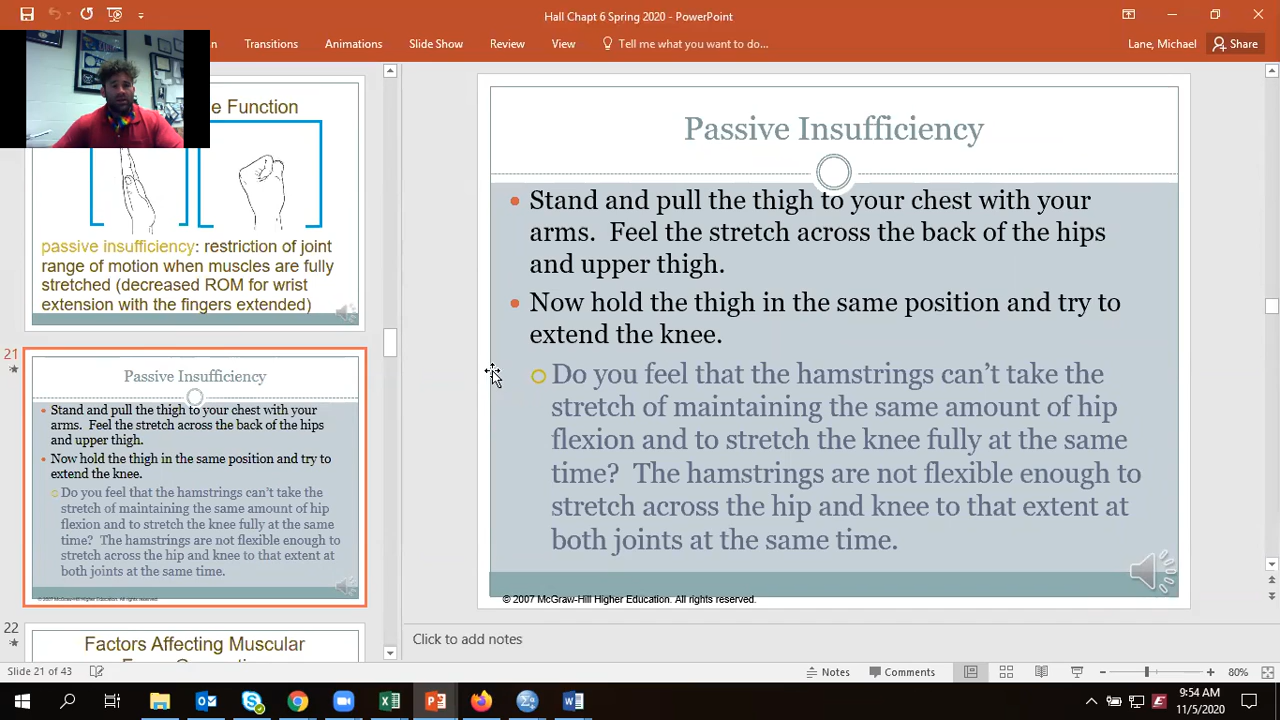 Hall Chapt 6 Spring 2020 - PowerPoint
Lane, Michael
Share
Transitions
Animations
Slide Show
Review
View
Tell me what you want to do...
e Function
passive insufficiency: restriction of joint
range of motion when muscles are fully
stretched (decreased ROM for wrist
extension with the fingers extended)
21
Passive Insufficiency
Stand and pull the thigh to your chest with your
arms. Feel the stretch across the back of the hips
and upper thigh.
Now hold the thigh in the same position and try to
extend the knee.
Do you feel that the hamstrings can't take the
stretch of maintaining the same amount of hip
flexion and to stretch the knee fully at the same
time? The hamstrings are not flexible enough to
stretch across the hip and knee to that extent at
both joints at the same time.
© 2007 McGraw-Hill Higher Education. All rights reserved.
22
Factors Affecting Muscular
Passive Insufficiency
Stand and pull the thigh to your chest with your
arms. Feel the stretch across the back of the hips
and upper thigh.
Now hold the thigh in the same position and try to
extend the knee.
Do you feel that the hamstrings can't take the
stretch of maintaining the same amount of hip
flexion and to stretch the knee fully at the same
time? The hamstrings are not flexible enough to
stretch across the hip and knee to that extent at
both joints at the same time.
© 2007 McGraw-Hill Higher Education. All rights reserved.
Click to add notes
Slide 21 of 43
Notes
Comments
80%
9:54 AM
11/5/2020